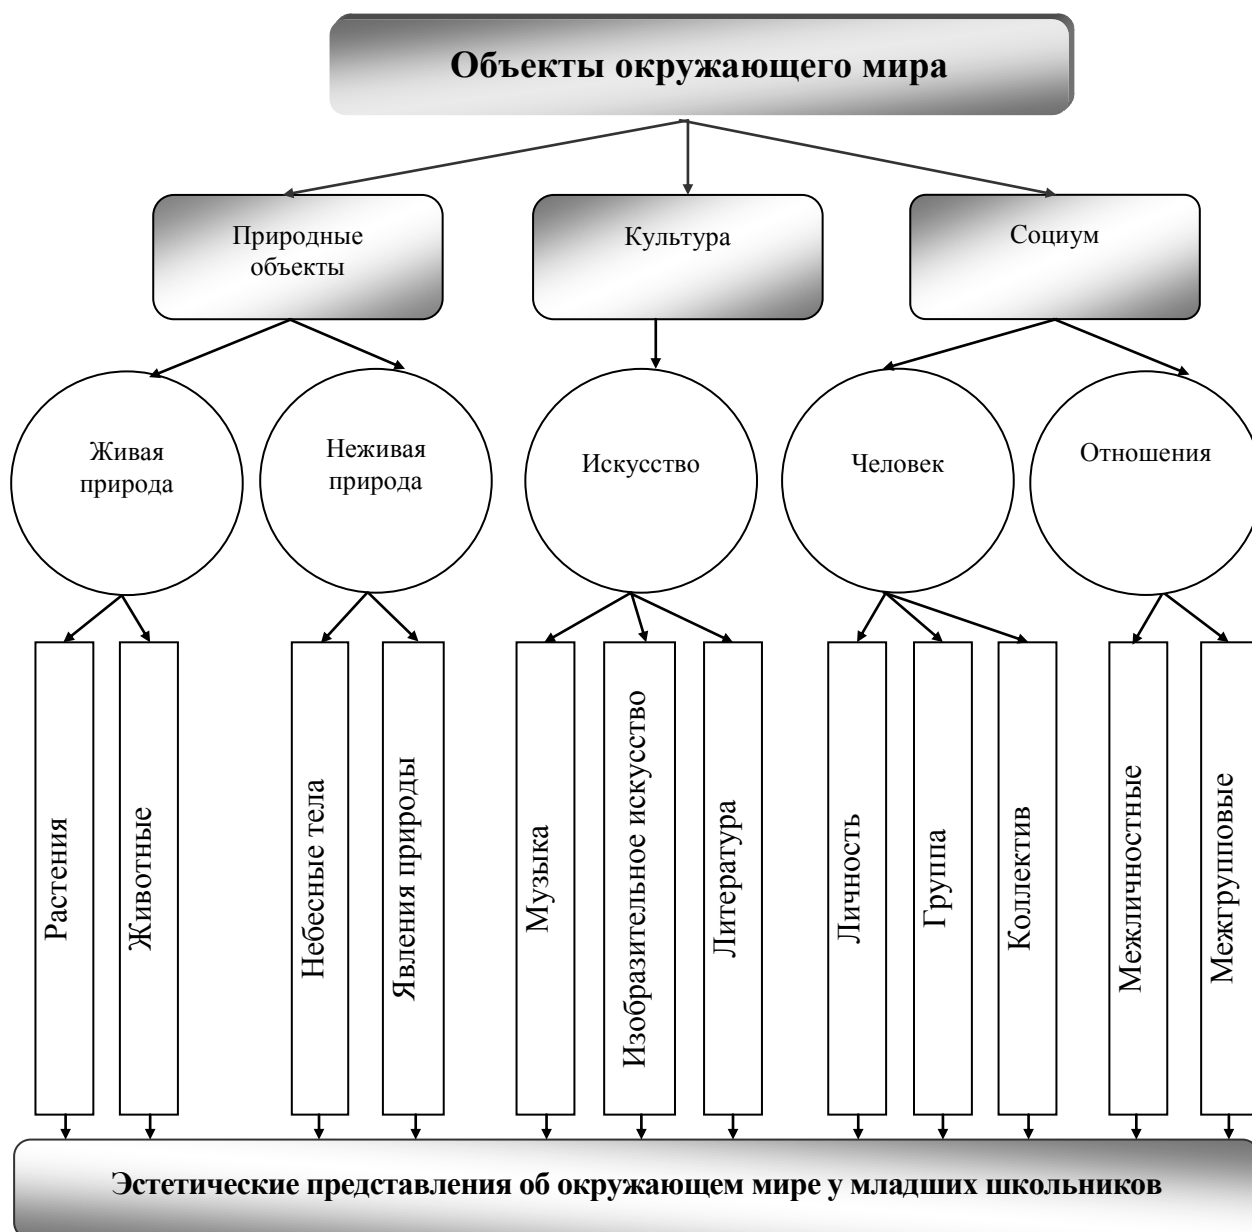 Объекты окружающего мира
Природные
объекты
Культура
Социум
Живая
природа
Неживая
природа
Искусство
Человек
Отношения
Растения
Животные
Небесные тела
Явления природы
Музыка
Изобразительное искусство
Литература
Личность
Группа
Коллектив
Межличностные
Межгрупповые
Эстетические представления об окружающем мире у младших школьников